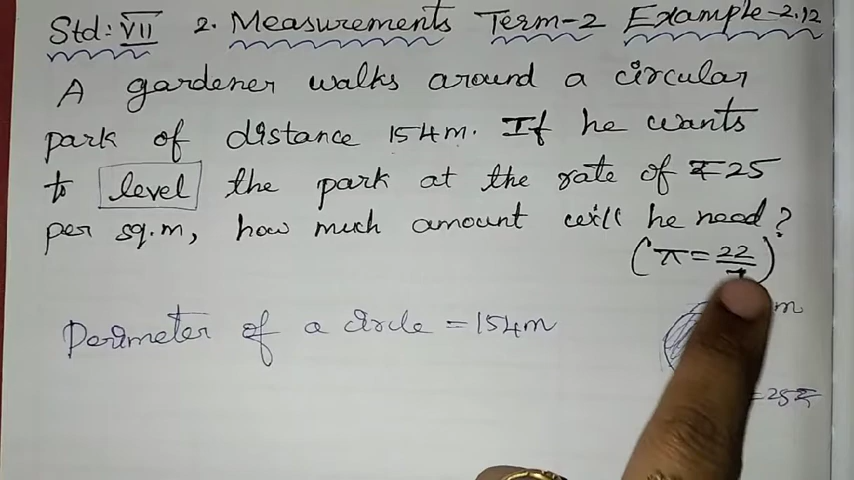 Std: VII 2. Measurements Term-2 Example-2.12
A gardener walks around a circular
park of distance 154m. If he wants
to level the park at the rate of ₹25
per sq.m, how much amount will he need?
(π = 22/7)
Perimeter of a circle = 154m
m
= 25₹